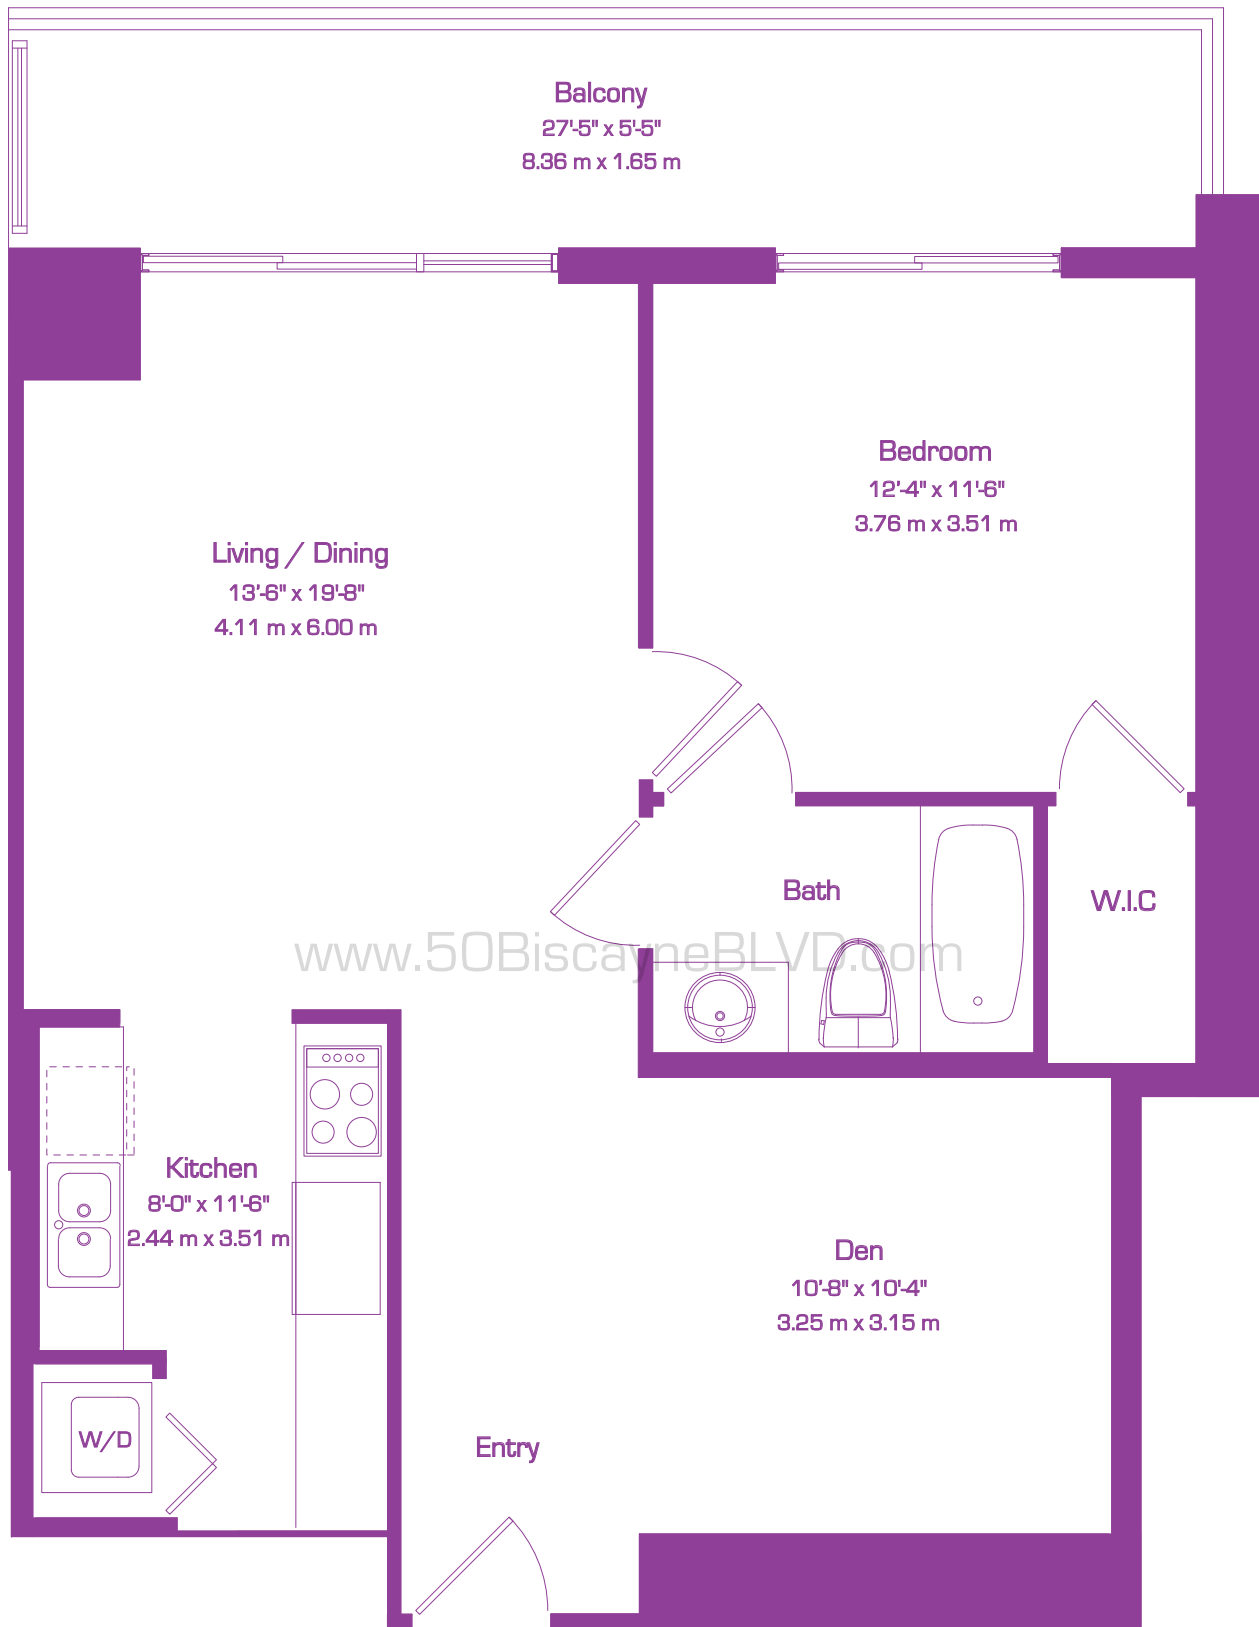 Balcony
27'-5" x 5'-5"
8.36 m x 1.65 m
Bedroom
12'-4" x 11'-6"
3.76 m x 3.51 m
Living / Dining
13'-6" x 19'-8"
4.11 m x 6.00 m
Bath
W.I.C
www.50BiscayneBLVD.com
Kitchen
8'-0" x 11'-6"
2.44 m x 3.51 m
Den
10'-8" x 10'-4"
3.25 m x 3.15 m
W/D
Entry